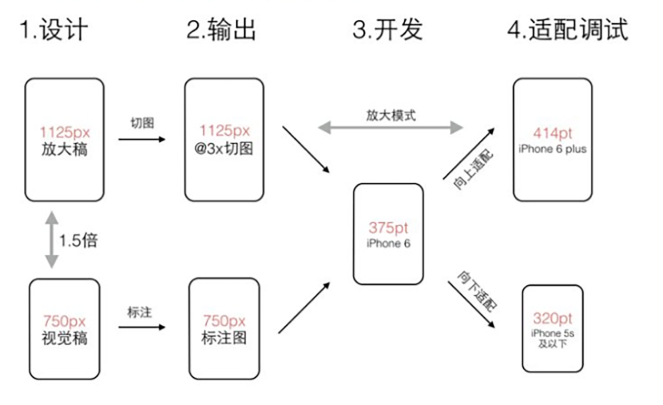 1.设计
2.输出
3.开发
4.适配调试
1125px
放大稿
切图
1125px
@3x切图
放大模式
向上适配
414pt
iPhone 6 plus
375pt
iPhone 6
1.5倍
750px
视觉稿
标注
750px
标注图
向下适配
320pt
iPhone 5s
及以下